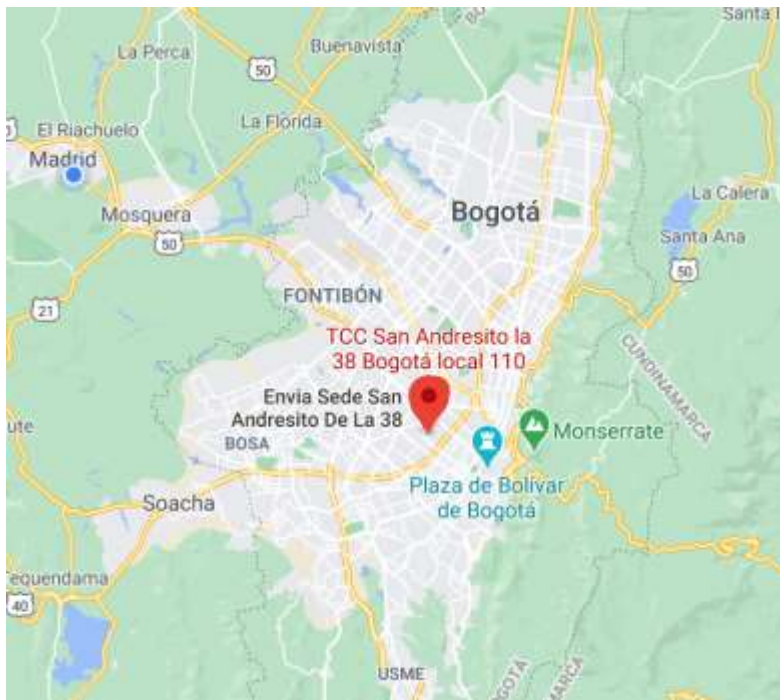 Santa I
La Perca
Buenavista
50
50
El Riachuelo
La Florida
Madrid
Mosquera
50
Bogotá
La Calera
Santa Ana
50
21
FONTIBÓN
TCC San Andresito la
38 Bogotá local 110
CUNDINAMARCA
Envia Sede San
Andresito De La 38
BOSA
Monserrate
Plaza de Bolívar
de Bogotá
Soacha
equendama
40
USME